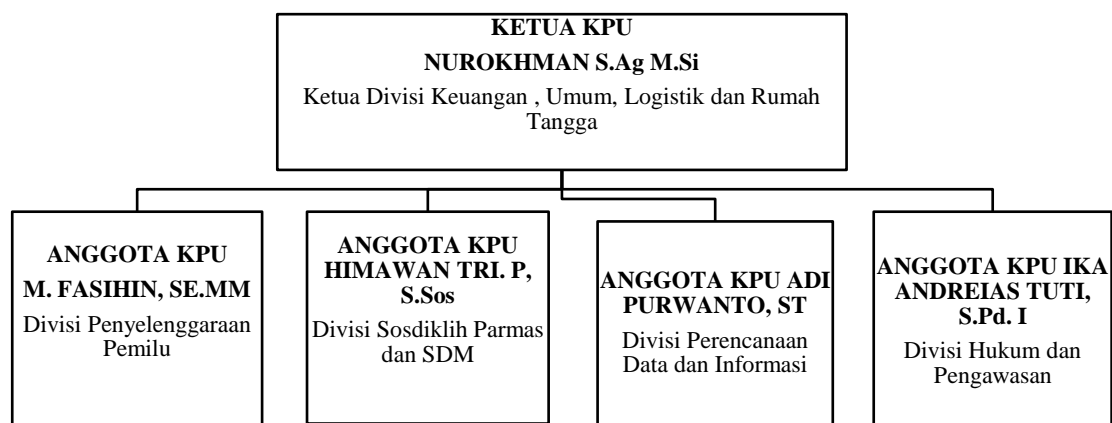 KETUA KPU
NUROKHMAN S.Ag M.Si
Ketua Divisi Keuangan , Umum, Logistik dan Rumah
Tangga
ANGGOTA KPU
M. FASIHIN, SE.MM
Divisi Penyelenggaraan
Pemilu
ANGGOTA KPU
HIMAWAN TRI. P,
S.Sos
Divisi Sosdiklih Parmas
dan SDM
ANGGOTA KPU ADI
PURWANTO, ST
Divisi Perencanaan
Data dan Informasi
ANGGOTA KPU IKA
ANDREIAS TUTI,
S.Pd. I
Divisi Hukum dan
Pengawasan